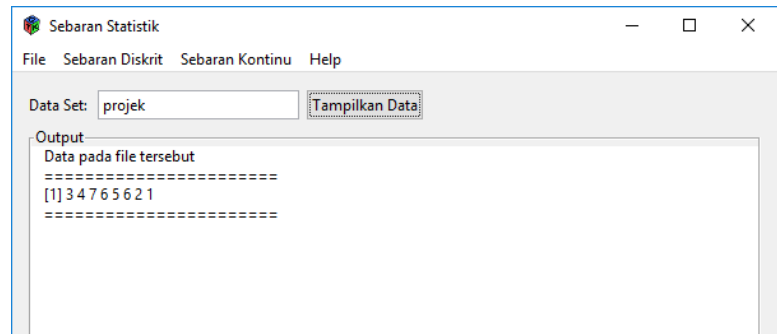 Sebaran Statistik
File Sebaran Diskrit Sebaran Kontinu Help
Data Set: projek Tampilkan Data
Output
Data pada file tersebut
=======================
[1] 3 4 7 6 5 6 2 1
=======================